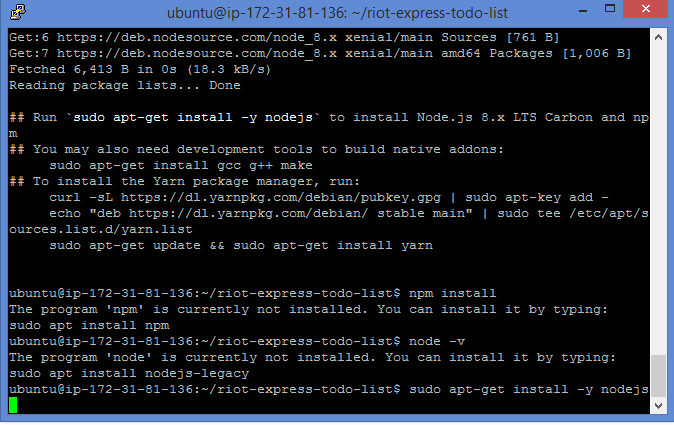 ubuntu@ip-172-31-81-136: ~/riot-express-todo-list
Get:6 https://deb.nodesource.com/node_8.x xenial/main Sources [761 B]
Get:7 https://deb.nodesource.com/node_8.x xenial/main amd64 Packages [1,006 B]
Fetched 6,413 B in 0s (18.3 kB/s)
Reading package lists... Done
## Run `sudo apt-get install -y nodejs` to install Node.js 8.x LTS Carbon and np
m
## You may also need development tools to build native addons:
     sudo apt-get install gcc g++ make
## To install the Yarn package manager, run:
     curl -sL https://dl.yarnpkg.com/debian/pubkey.gpg | sudo apt-key add -
     echo "deb https://dl.yarnpkg.com/debian/ stable main" | sudo tee /etc/apt/s
ources.list.d/yarn.list
     sudo apt-get update && sudo apt-get install yarn
ubuntu@ip-172-31-81-136:~/riot-express-todo-list$ npm install
The program 'npm' is currently not installed. You can install it by typing:
sudo apt install npm
ubuntu@ip-172-31-81-136:~/riot-express-todo-list$ node -v
The program 'node' is currently not installed. You can install it by typing:
sudo apt install nodejs-legacy
ubuntu@ip-172-31-81-136:~/riot-express-todo-list$ sudo apt-get install -y nodejs